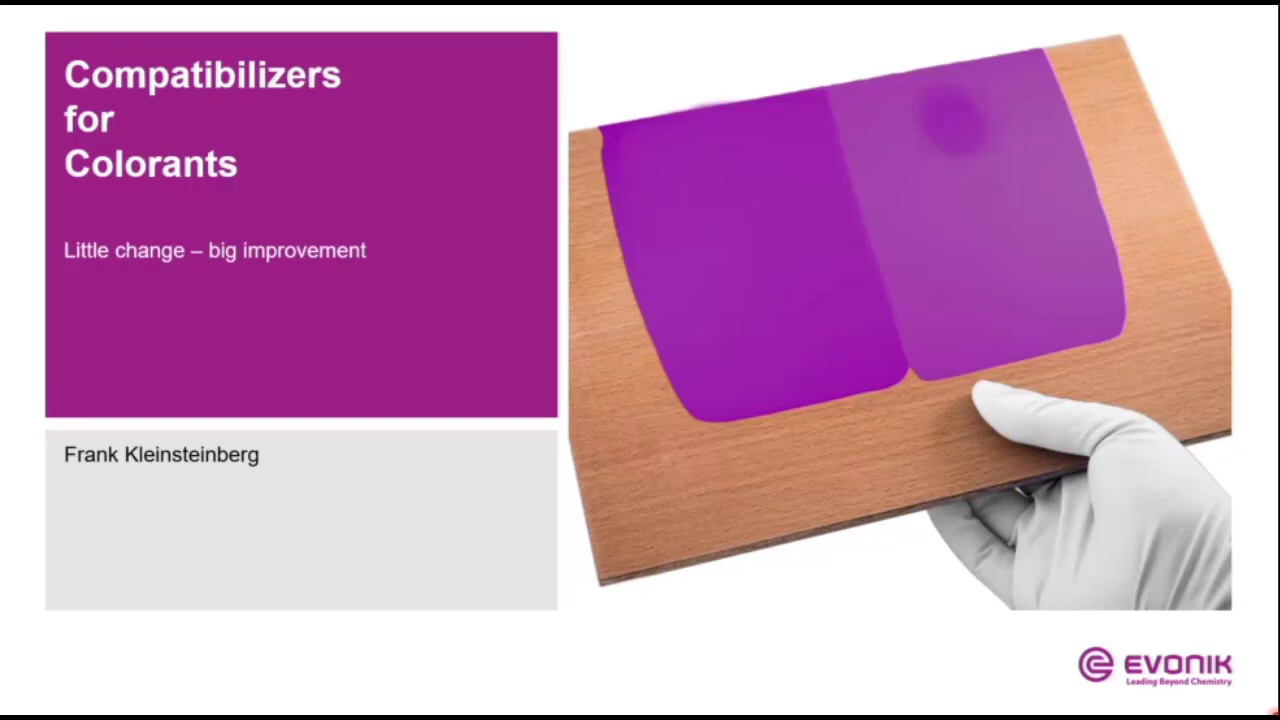 Compatibilizers
for
Colorants
Little change – big improvement
Frank Kleinsteinberg
EVONIK
Leading Beyond Chemistry